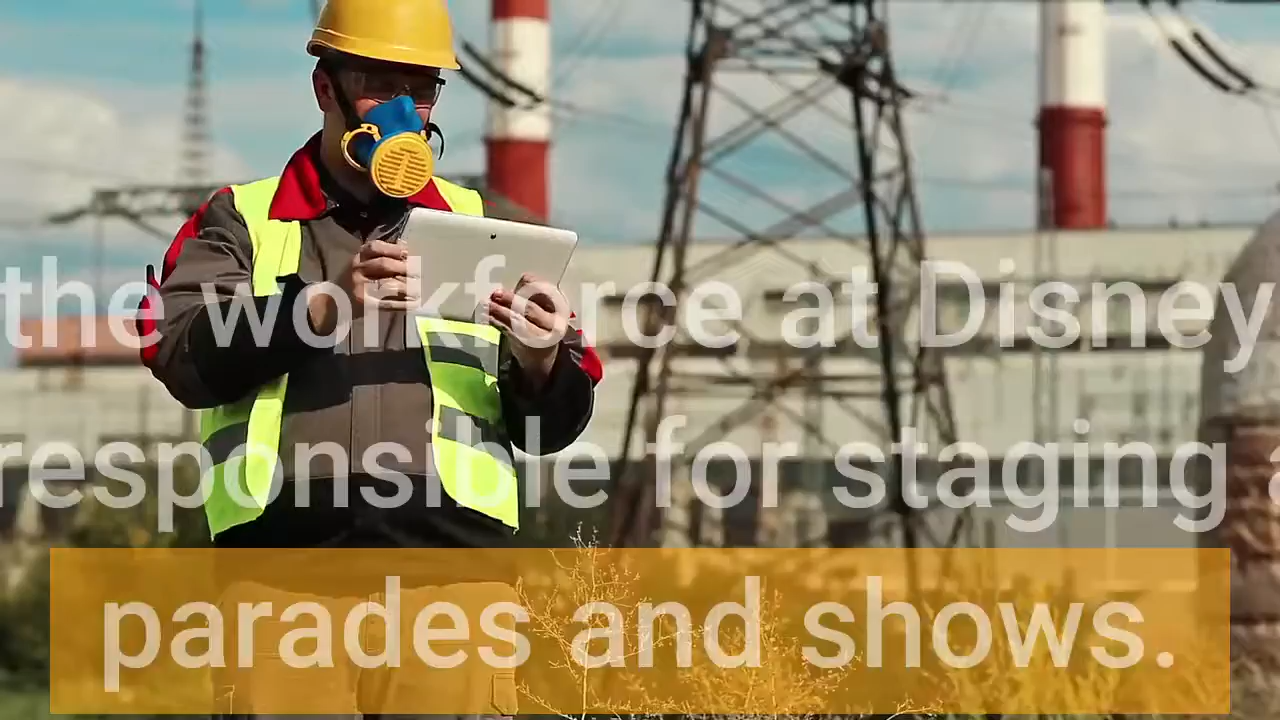 the workforce at Disney
responsible for staging
parades and shows.